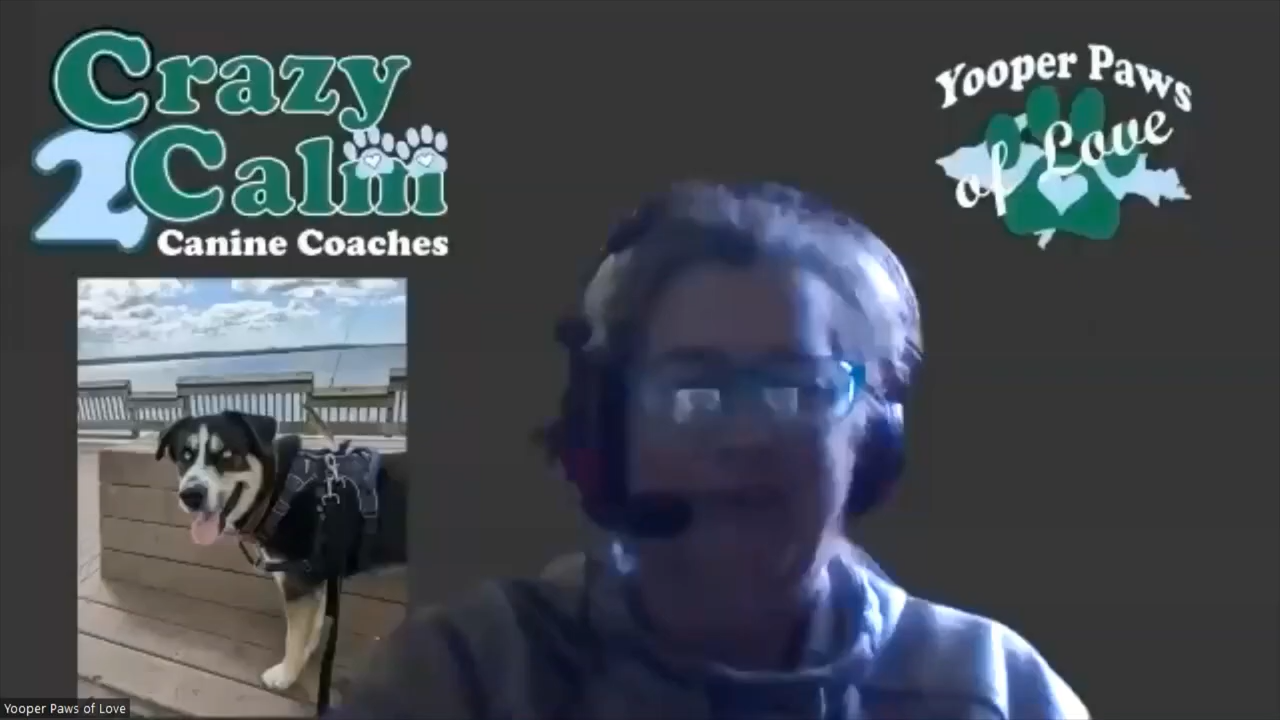 Crazy
2 Calm
Canine Coaches
Yooper Paws
of Love
Yooper Paws of Love